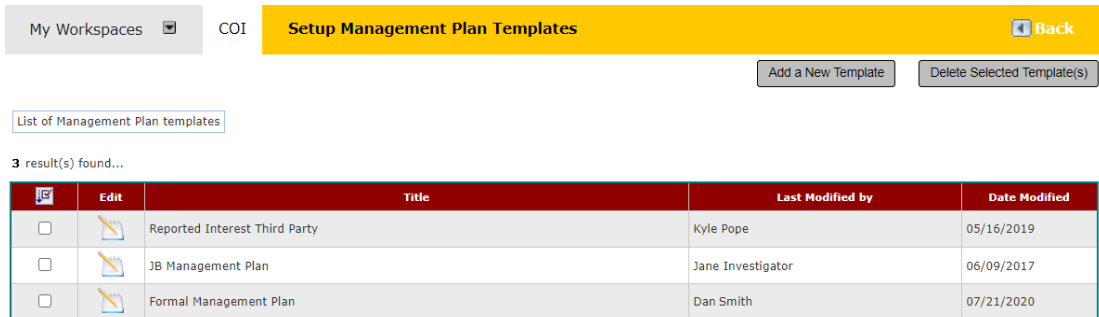 My Workspaces COI Setup Management Plan Templates Back
Add a New Template Delete Selected Template(s)
List of Management Plan templates
3 result(s) found...
Edit Title Last Modified by Date Modified
Reported Interest Third Party Kyle Pope 05/16/2019
JB Management Plan Jane Investigator 06/09/2017
Formal Management Plan Dan Smith 07/21/2020